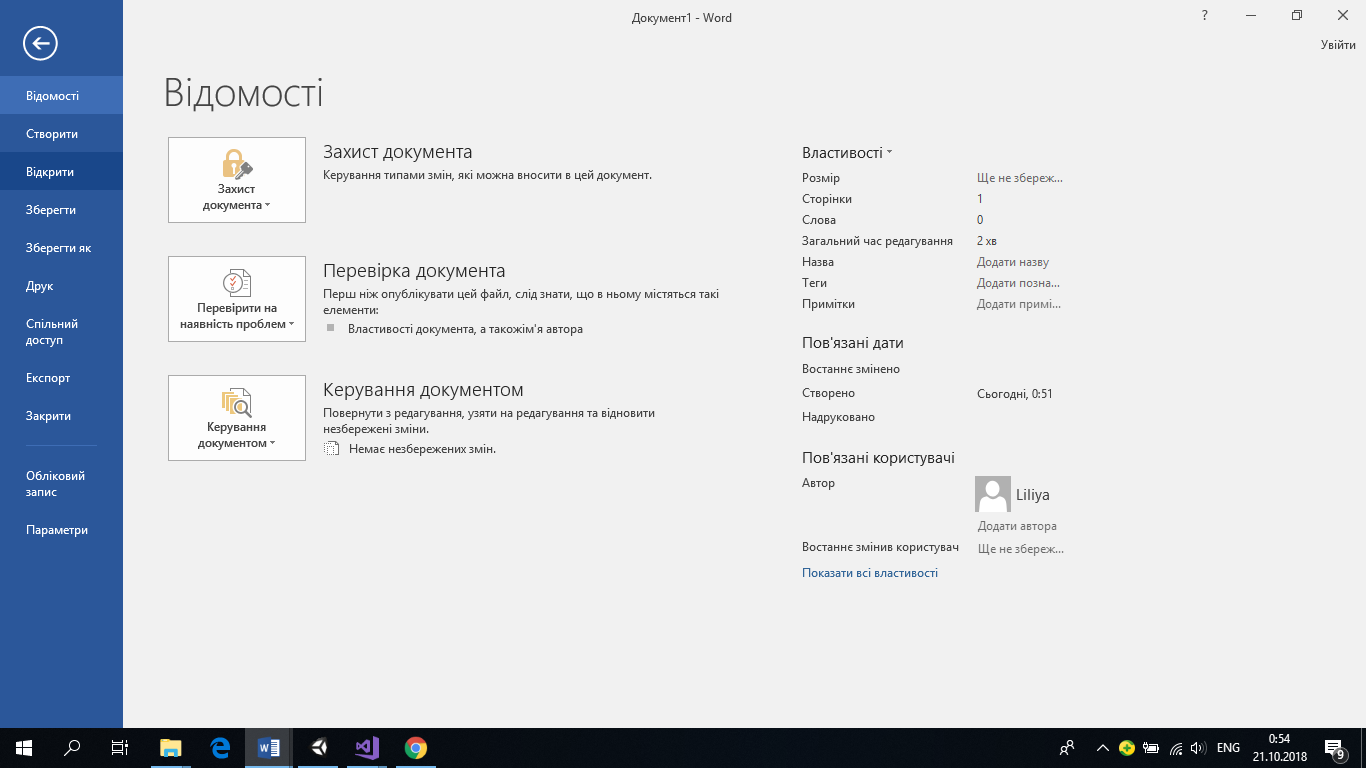 Документ1 - Word
?
Увійти
Відомості
Створити
Відкрити
Зберегти
Зберегти як
Друк
Спільний
доступ
Експорт
Закрити
Обліковий
запис
Параметри
Відомості
Захист
документа
Захист документа
Керування типами змін, які можна вносити в цей документ.
Перевірити на
наявність проблем
Перевірка документа
Перш ніж опублікувати цей файл, слід знати, що в ньому містяться такі
елементи:
Властивості документа, а такожім'я автора
Керування
документом
Керування документом
Повернути з редагування, узяти на редагування та відновити
незбережені зміни.
Немає незбережених змін.
Властивості
Розмір Ще не збереж...
Сторінки 1
Слова 0
Загальний час редагування 2 хв
Назва Додати назву
Теги Додати позна...
Примітки Додати примі...
Пов'язані дати
Востаннє змінено
Створено Сьогодні, 0:51
Надруковано
Пов'язані користувачі
Автор
Liliya
Додати автора
Востаннє змінив користувач Ще не збереж...
Показати всі властивості
ENG
0:54
21.10.2018
9